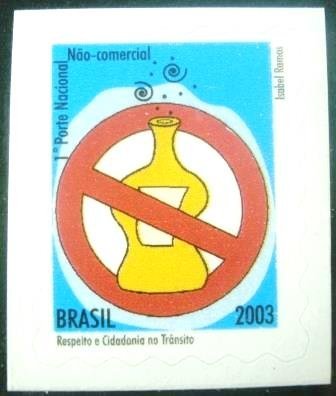 Não-comercial
1º Porte Nacional
Isabel Ramos
BRASIL 2003
Respeito e Cidadania no Trânsito